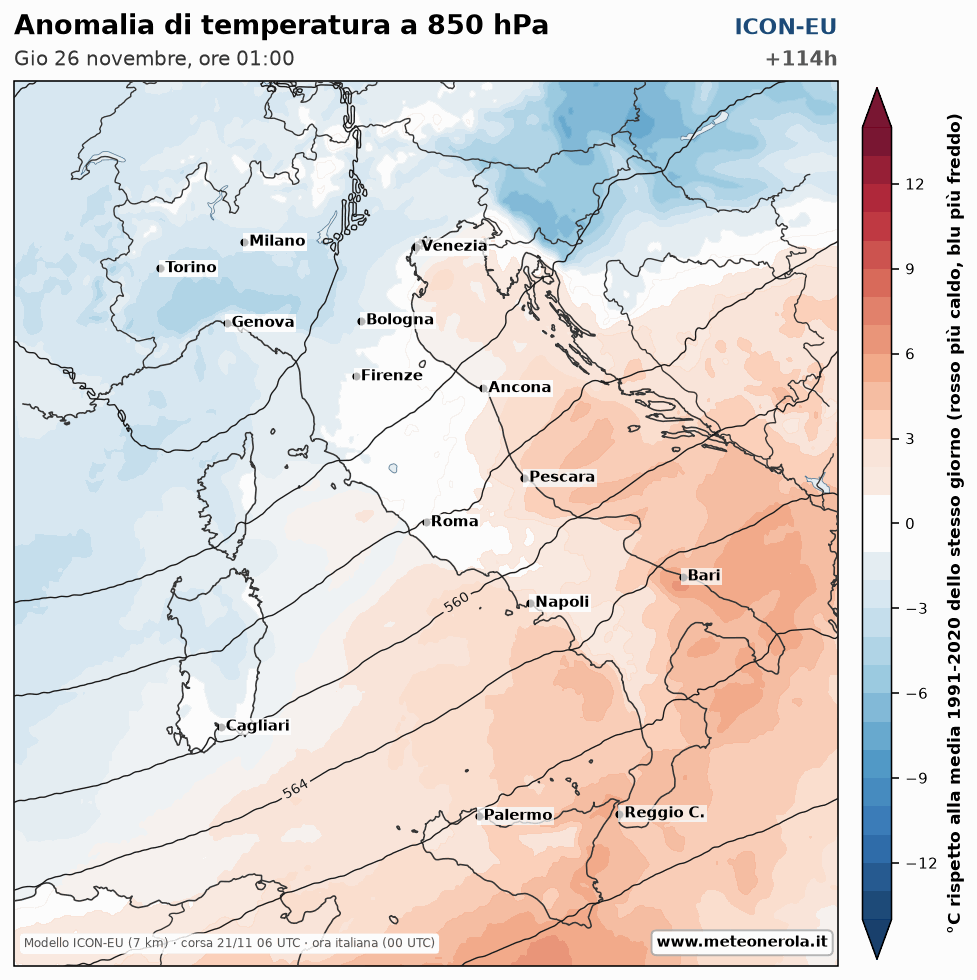 Anomalia di temperatura a 850 hPa
ICON-EU
Gio 26 novembre, ore 01:00
+114h
Milano
Venezia
Torino
Genova
Bologna
Firenze
Ancona
Pescara
Roma
Bari
560
Napoli
Cagliari
564
Palermo
Reggio C.
12
9
6
3
0
−3
−6
−9
−12
°C rispetto alla media 1991-2020 dello stesso giorno (rosso più caldo, blu più freddo)
Modello ICON-EU (7 km) · corsa 21/11 06 UTC · ora italiana (00 UTC)
www.meteonerola.it